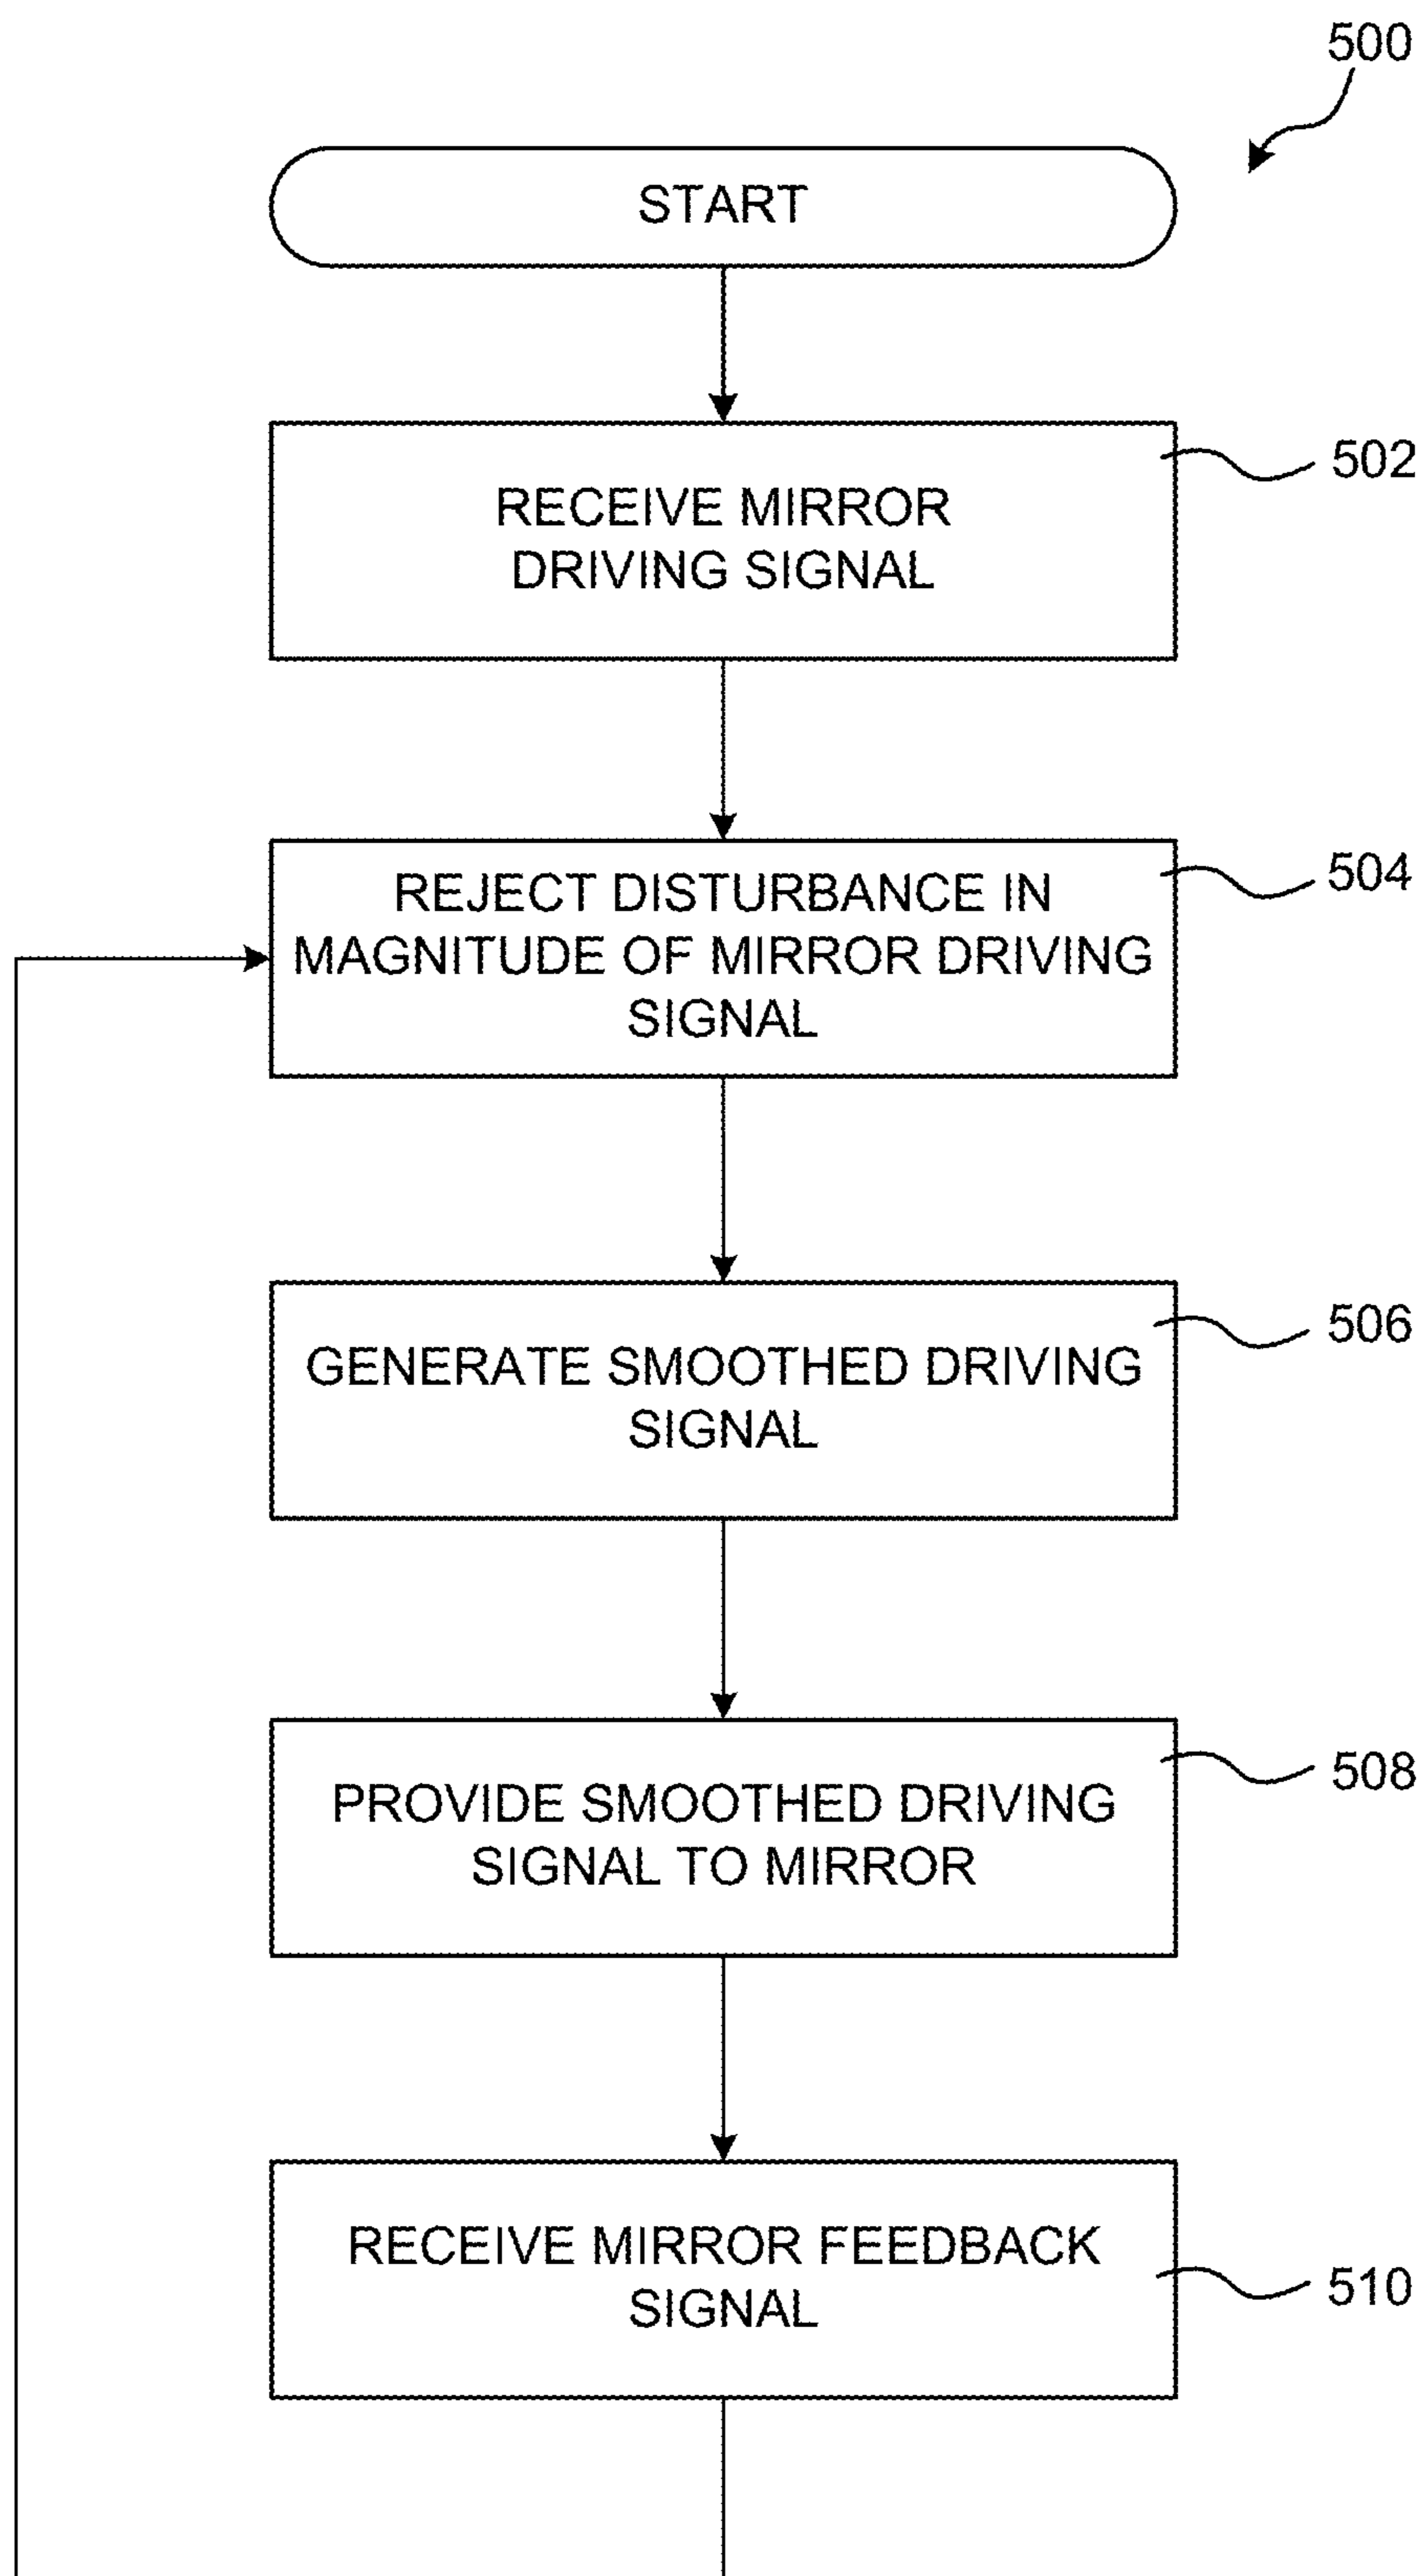 500
START
502
RECEIVE MIRROR
DRIVING SIGNAL
504
REJECT DISTURBANCE IN
MAGNITUDE OF MIRROR DRIVING
SIGNAL
506
GENERATE SMOOTHED DRIVING
SIGNAL
508
PROVIDE SMOOTHED DRIVING
SIGNAL TO MIRROR
510
RECEIVE MIRROR FEEDBACK
SIGNAL